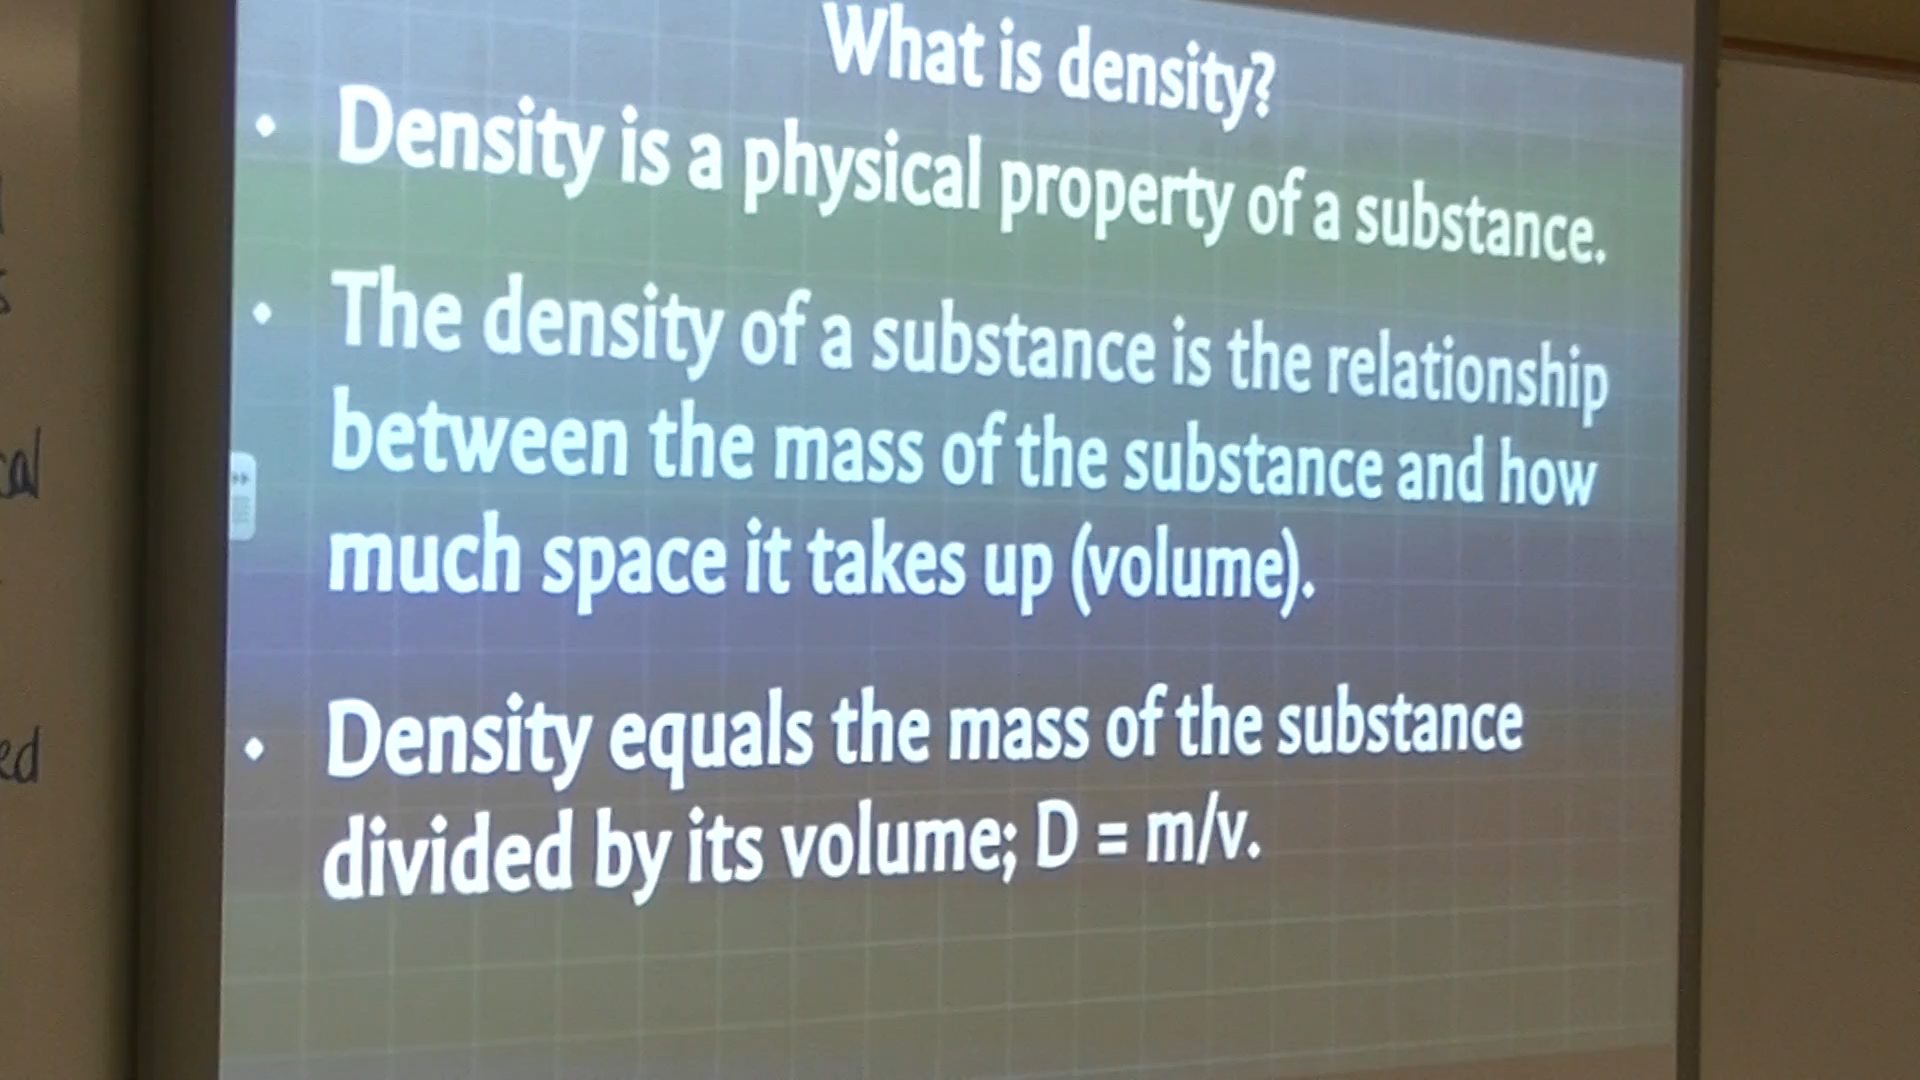 What is density?
• Density is a physical property of a substance.
• The density of a substance is the relationship
between the mass of the substance and how
much space it takes up (volume).
• Density equals the mass of the substance
divided by its volume; D = m/v.